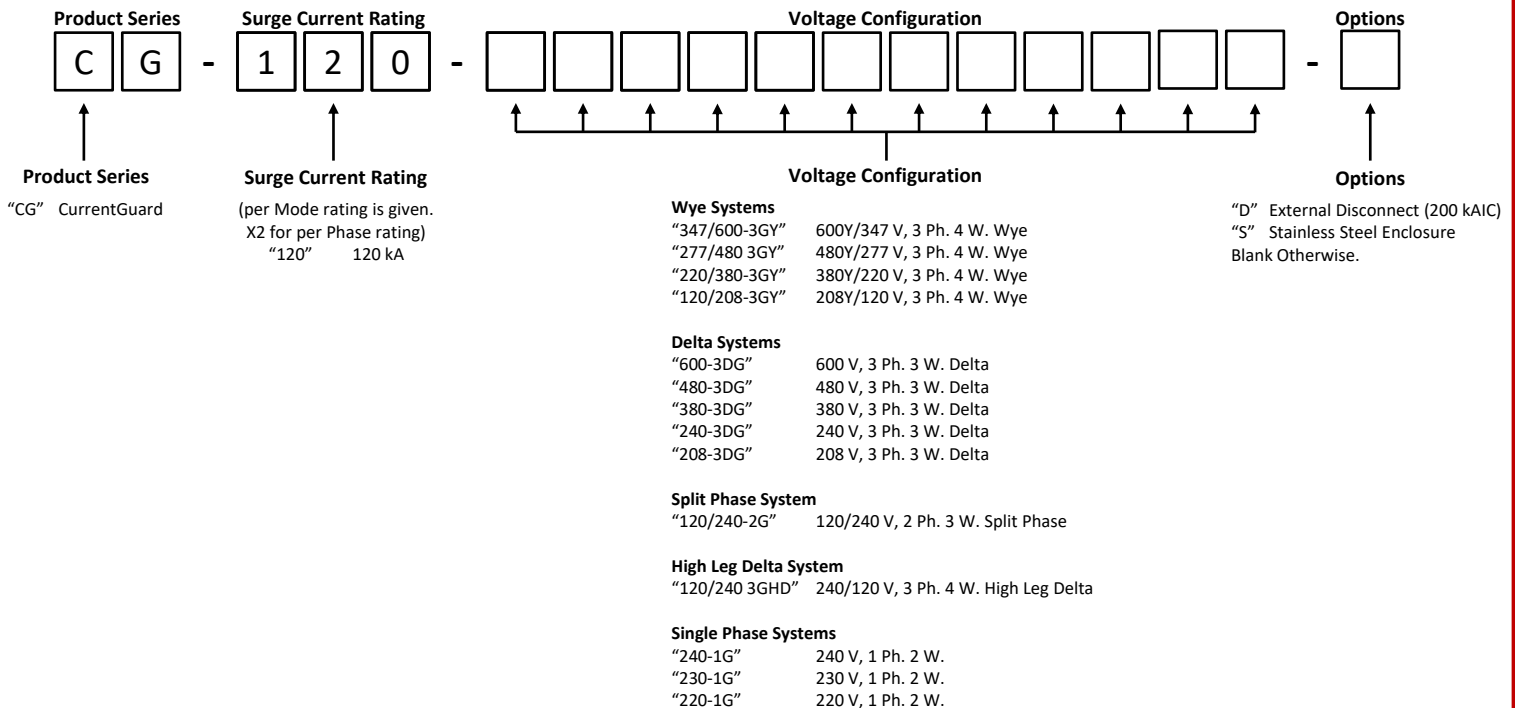 Product Series Surge Current Rating Voltage Configuration Options
C G - 1 2 0 - -
Product Series
“CG” CurrentGuard
Surge Current Rating
(per Mode rating is given.
X2 for per Phase rating)
“120” 120 kA
Voltage Configuration
Wye Systems
“347/600-3GY” 600Y/347 V, 3 Ph. 4 W. Wye
“277/480 3GY” 480Y/277 V, 3 Ph. 4 W. Wye
“220/380-3GY” 380Y/220 V, 3 Ph. 4 W. Wye
“120/208-3GY” 208Y/120 V, 3 Ph. 4 W. Wye
Delta Systems
“600-3DG” 600 V, 3 Ph. 3 W. Delta
“480-3DG” 480 V, 3 Ph. 3 W. Delta
“380-3DG” 380 V, 3 Ph. 3 W. Delta
“240-3DG” 240 V, 3 Ph. 3 W. Delta
“208-3DG” 208 V, 3 Ph. 3 W. Delta
Split Phase System
“120/240-2G” 120/240 V, 2 Ph. 3 W. Split Phase
High Leg Delta System
“120/240 3GHD” 240/120 V, 3 Ph. 4 W. High Leg Delta
Single Phase Systems
“240-1G” 240 V, 1 Ph. 2 W.
“230-1G” 230 V, 1 Ph. 2 W.
“220-1G” 220 V, 1 Ph. 2 W.
Options
“D” External Disconnect (200 kAIC)
“S” Stainless Steel Enclosure
Blank Otherwise.